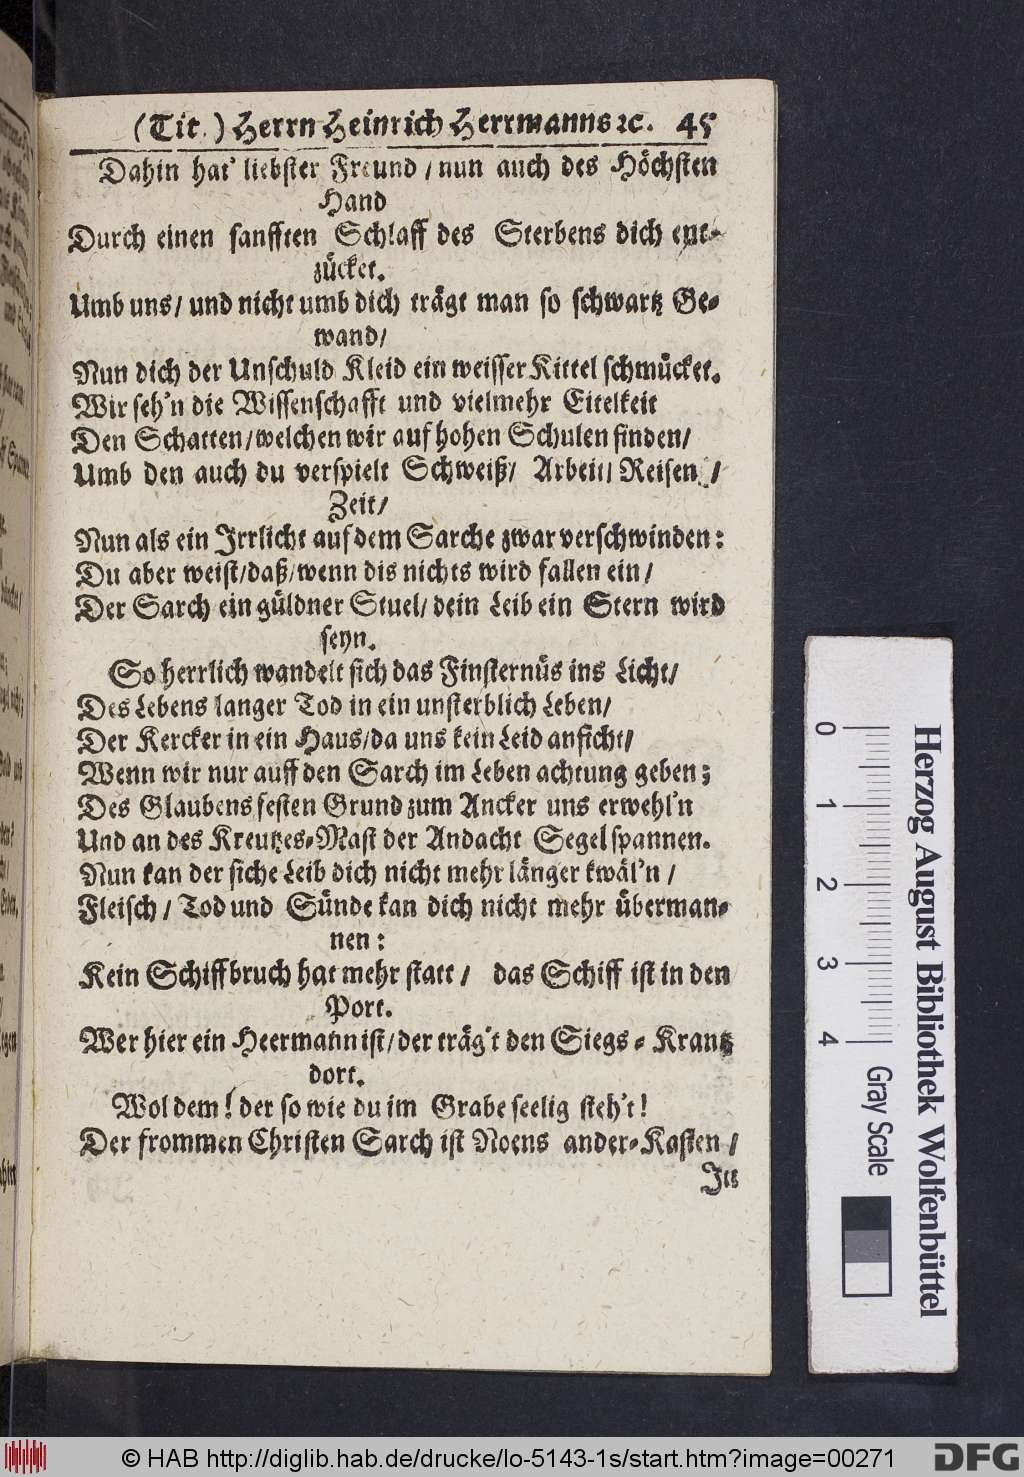 (Tit.) Herrn Heinrich Herrmanns ꝛc. 45
Dahin hat' liebster Freund / nun auch des Höchsten
Hand
Durch einen sanfften Schlaff des Sterbens dich ent-
zücket.
Umb uns / und nicht umb dich trägt man so schwartz Ge-
wand /
Nun dich der Unschuld Kleid ein weisser Kittel schmücket.
Wir seh'n die Wissenschafft und vielmehr Eitelkeit
Den Schatten / welchen wir auf hohen Schulen finden /
Umb den auch du verspielt Schweiß / Arbeit / Reisen /
Zeit /
Nun als ein Irrlicht auf dem Sarche zwar verschwinden:
Du aber weist / daß / wenn dis nichts wird fallen ein /
Der Sarch ein güldner Stuel / dein Leib ein Stern wird
seyn.
So herrlich wandelt sich das Finsternüs ins Licht /
Des Lebens langer Tod in ein unsterblich Leben /
Der Kercker in ein Haus / da uns kein Leid anficht /
Wenn wir nur auff den Sarch im Leben achtung geben;
Des Glaubens festen Grund zum Ancker uns erwehl'n
Und an des Kreutzes-Mast der Andacht Segel spannen.
Nun kan der siche Leib dich nicht mehr länger kwäl'n /
Fleisch / Tod und Sünde kan dich nicht mehr überman-
nen:
Kein Schiffbruch hat mehr statt / das Schiff ist in den
Port.
Wer hier ein Heermann ist / der träg't den Siegs-Krantz
dort.
Wol dem! der so wie du im Grabe seelig steh't!
Der frommen Christen Sarch ist Noens ander-Kasten /
Ins
0 1 2 3 4
Gray Scale
Herzog August Bibliothek Wolfenbüttel
© HAB http://diglib.hab.de/drucke/lo-5143-1s/start.htm?image=00271
DFG